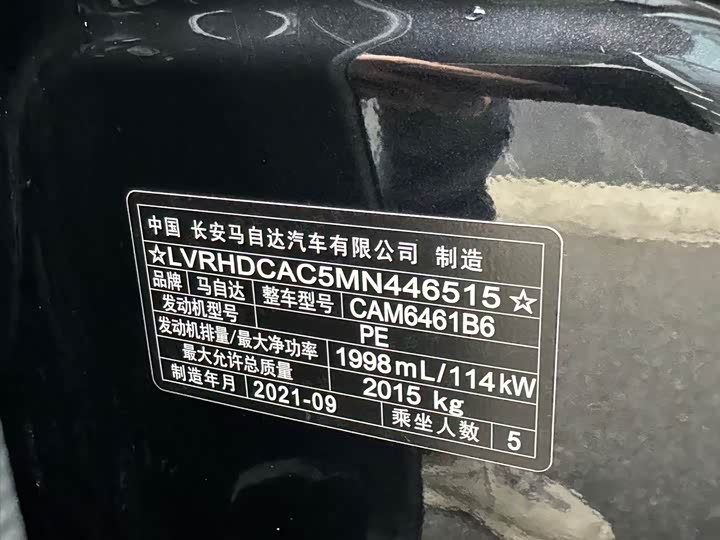 中国 长安马自达汽车有限公司 制造
☆LVRHDCAC5MN446515☆
品牌 马自达 整车型号 CAM6461B6
发动机型号 PE
发动机排量/最大净功率 1998mL/114kW
最大允许总质量 2015 kg
制造年月 2021-09 乘坐人数 5